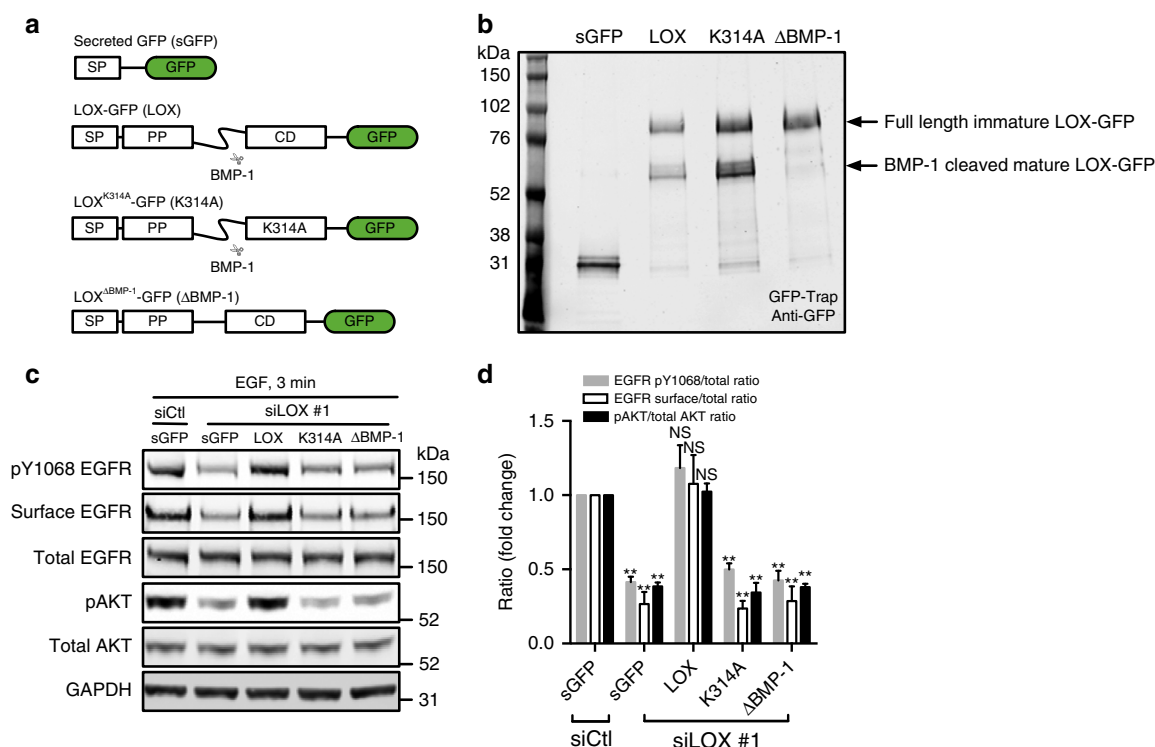 a
Secreted GFP (sGFP)
SP GFP
LOX-GFP (LOX)
SP PP CD GFP
BMP-1
LOXK314A-GFP (K314A)
SP PP K314A GFP
BMP-1
LOXΔBMP-1-GFP (ΔBMP-1)
SP PP CD GFP
b
sGFP LOX K314A ΔBMP-1
kDa
150
102
76
52
38
31
Full length immature LOX-GFP
BMP-1 cleaved mature LOX-GFP
GFP-Trap
Anti-GFP
c
EGF, 3 min
siCtl siLOX #1
sGFP sGFP LOX K314A ΔBMP-1
kDa
pY1068 EGFR 150
Surface EGFR 150
Total EGFR 150
pAKT 52
Total AKT 52
GAPDH 31
d
EGFR pY1068/total ratio
EGFR surface/total ratio
pAKT/total AKT ratio
Ratio (fold change)
1.5
1.0
0.5
0.0
NS NS NS
** ** **
** ** **
** ** **
sGFP sGFP LOX K314A ΔBMP-1
siCtl siLOX #1